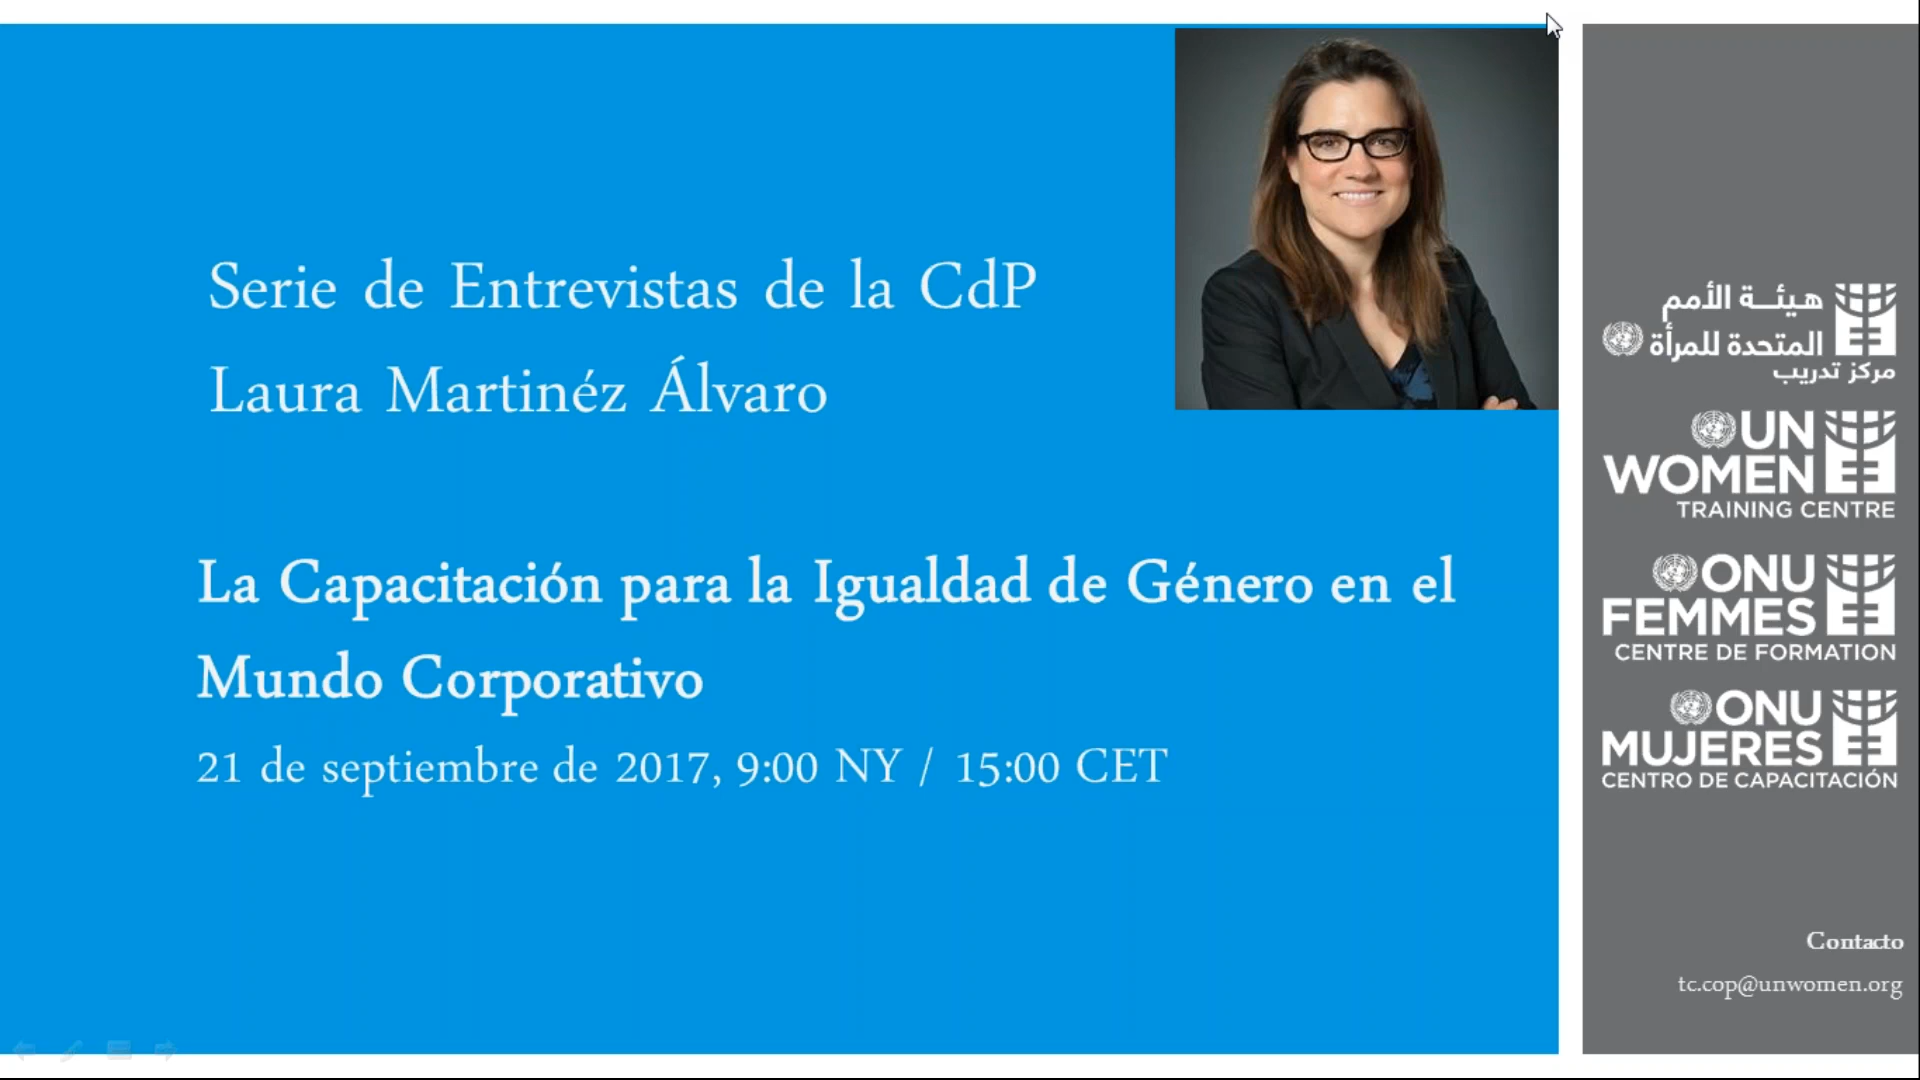 Serie de Entrevistas de la CdP
Laura Martinéz Álvaro
La Capacitación para la Igualdad de Género en el
Mundo Corporativo
21 de septiembre de 2017, 9:00 NY / 15:00 CET
هيئة الأمم
المتحدة للمرأة
مركز تدريب
UN
WOMEN
TRAINING CENTRE
ONU
FEMMES
CENTRE DE FORMATION
ONU
MUJERES
CENTRO DE CAPACITACIÓN
Contacto
tc.cop@unwomen.org